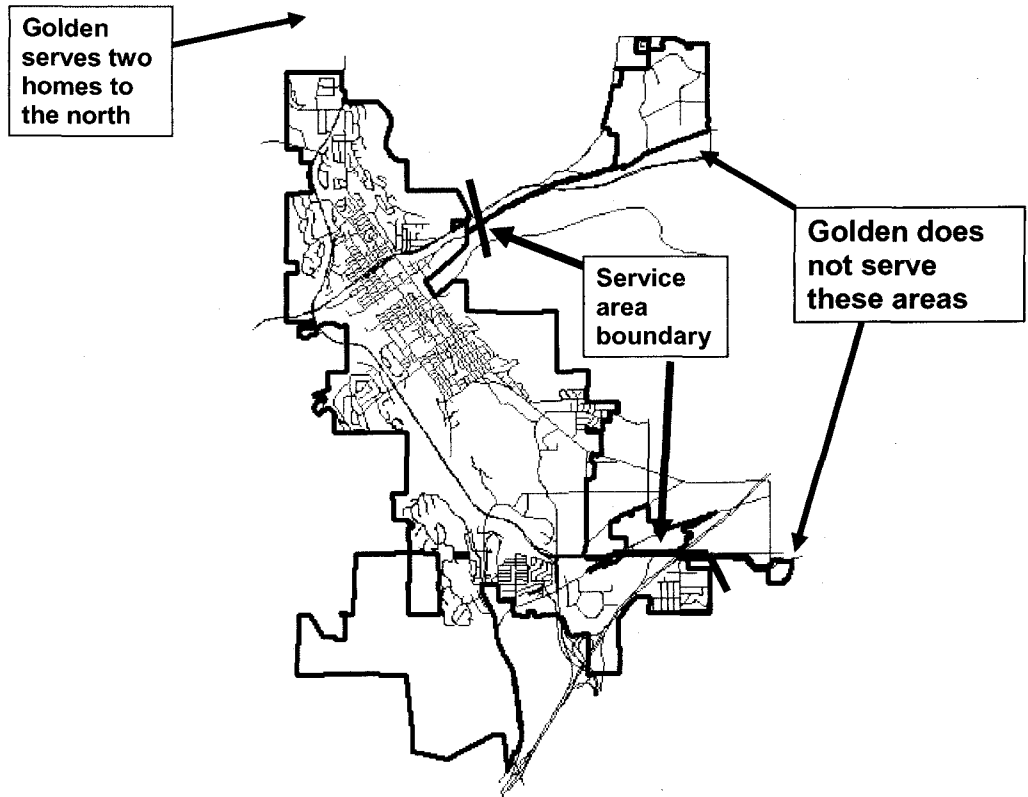 Golden
serves two
homes to
the north
Golden does
not serve
these areas
Service
area
boundary